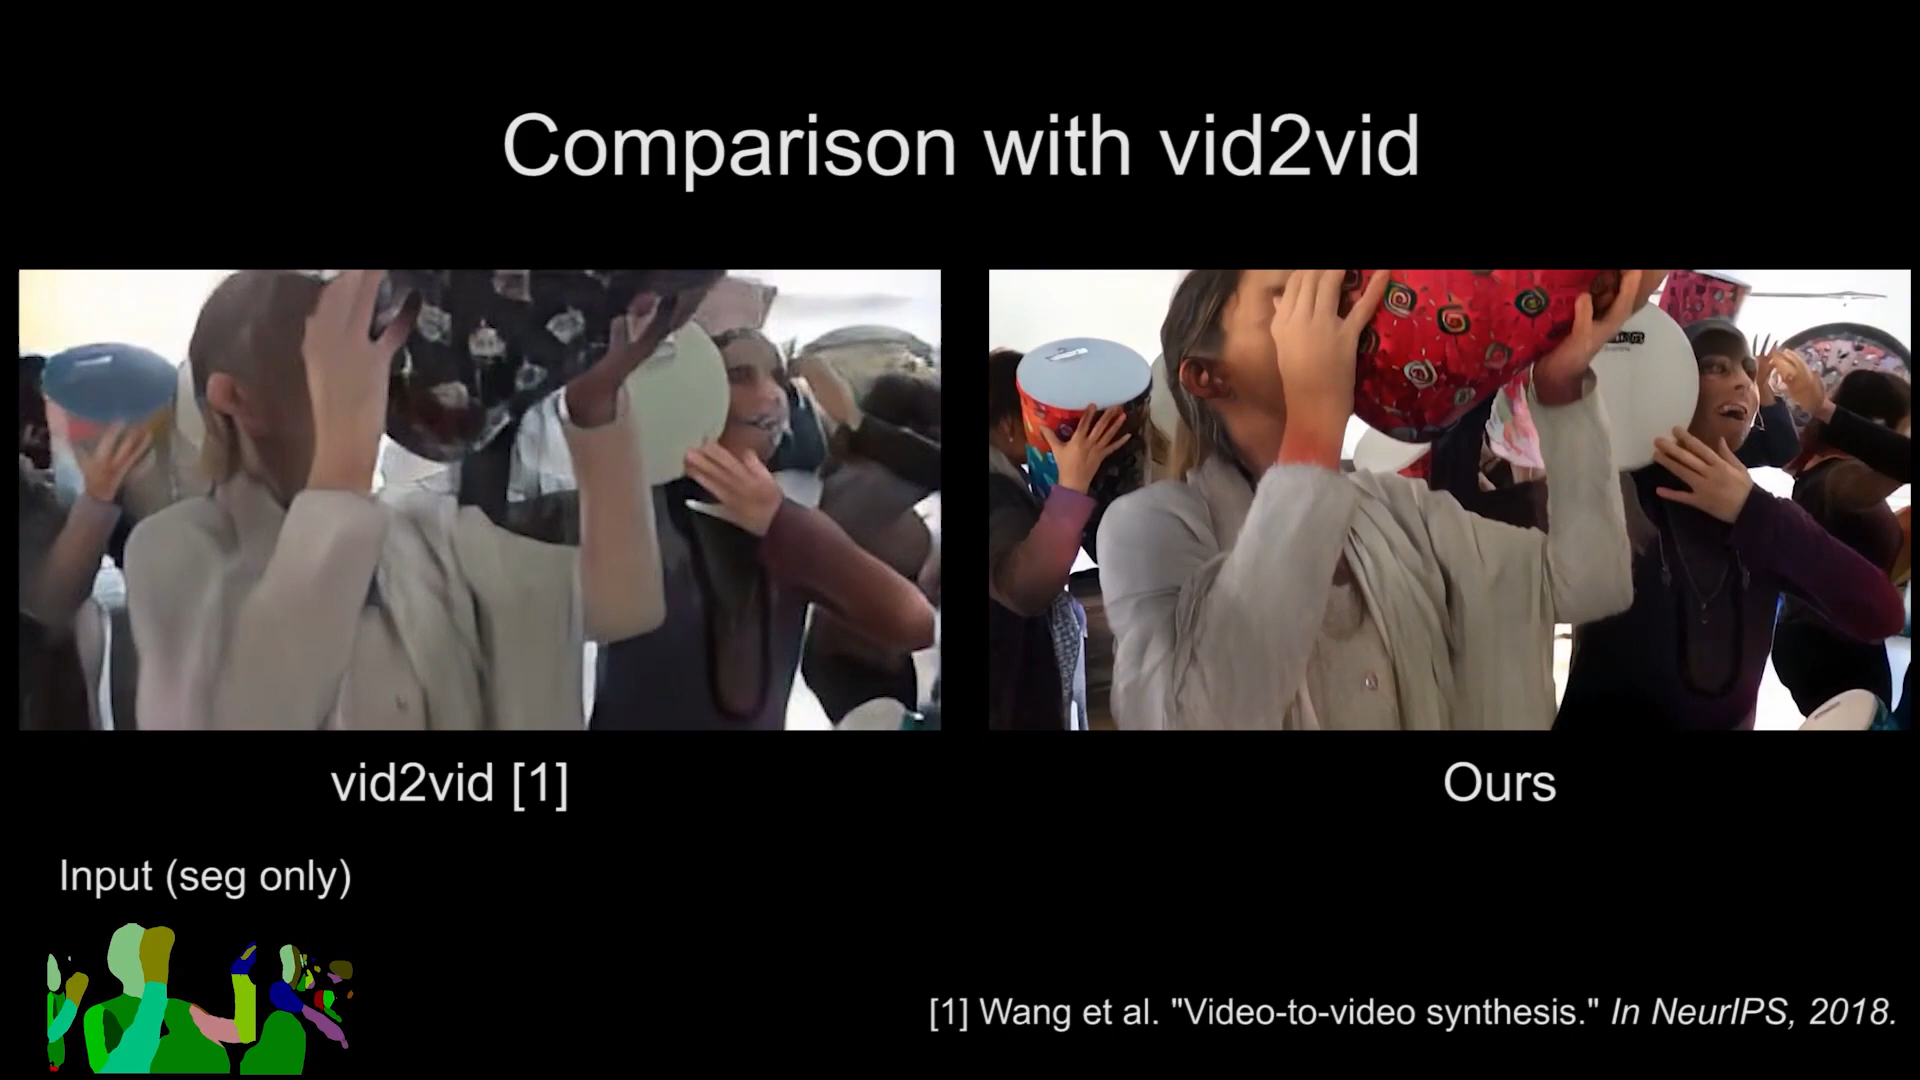 Comparison with vid2vid
vid2vid [1]
Ours
Input (seg only)
[1] Wang et al. "Video-to-video synthesis." In NeurIPS, 2018.